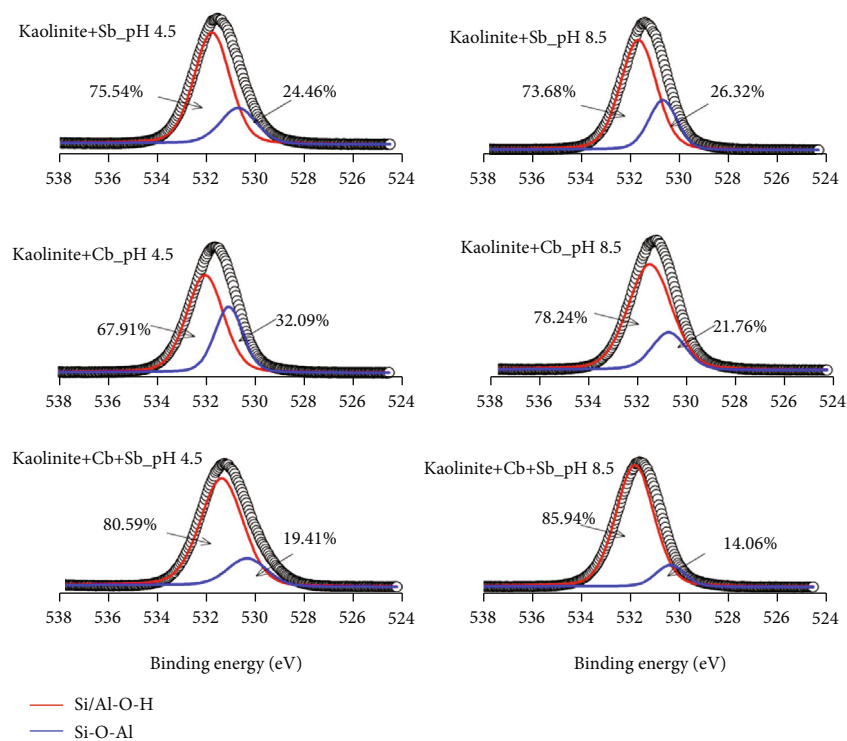 Kaolinite+Sb_pH 4.5
75.54%
24.46%
538 536 534 532 530 528 526 524
Kaolinite+Sb_pH 8.5
73.68%
26.32%
538 536 534 532 530 528 526 524
Kaolinite+Cb_pH 4.5
67.91%
32.09%
538 536 534 532 530 528 526 524
Kaolinite+Cb_pH 8.5
78.24%
21.76%
538 536 534 532 530 528 526 524
Kaolinite+Cb+Sb_pH 4.5
80.59%
19.41%
538 536 534 532 530 528 526 524
Binding energy (eV)
Kaolinite+Cb+Sb_pH 8.5
85.94%
14.06%
538 536 534 532 530 528 526 524
Binding energy (eV)
Si/Al-O-H
Si-O-Al